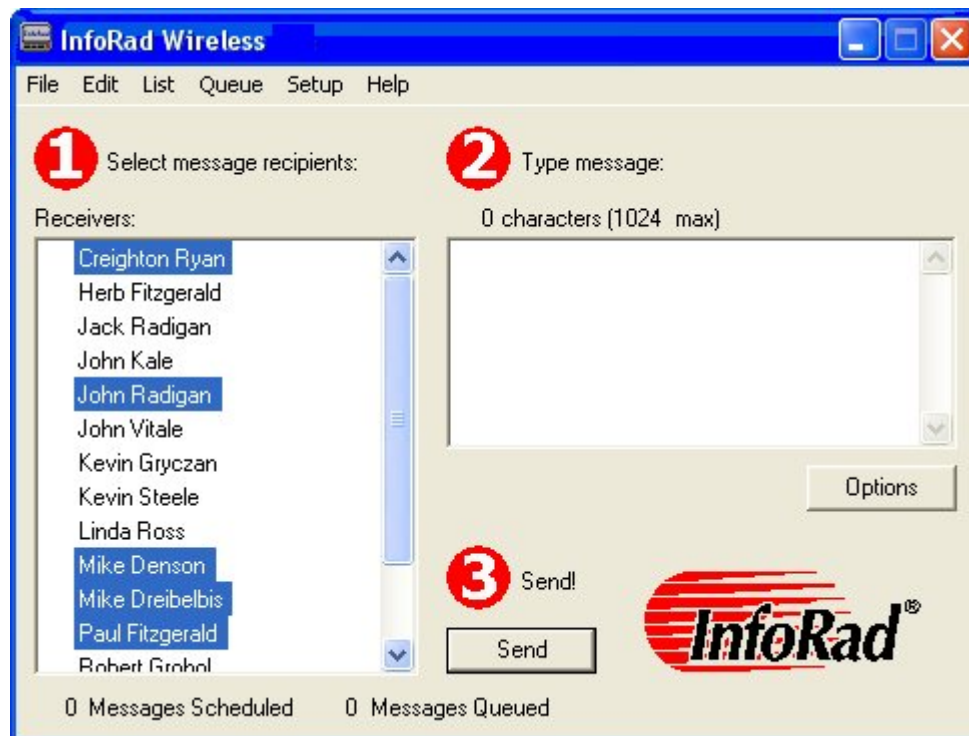 InfoRad Wireless
File Edit List Queue Setup Help
1 Select message recipients:
Receivers:
Creighton Ryan
Herb Fitzgerald
Jack Radigan
John Kale
John Radigan
John Vitale
Kevin Gryczan
Kevin Steele
Linda Ross
Mike Denson
Mike Dreibelbis
Paul Fitzgerald
Robert Grohol
2 Type message:
0 characters (1024 max)
Options
3 Send!
Send
InfoRad®
0 Messages Scheduled 0 Messages Queued